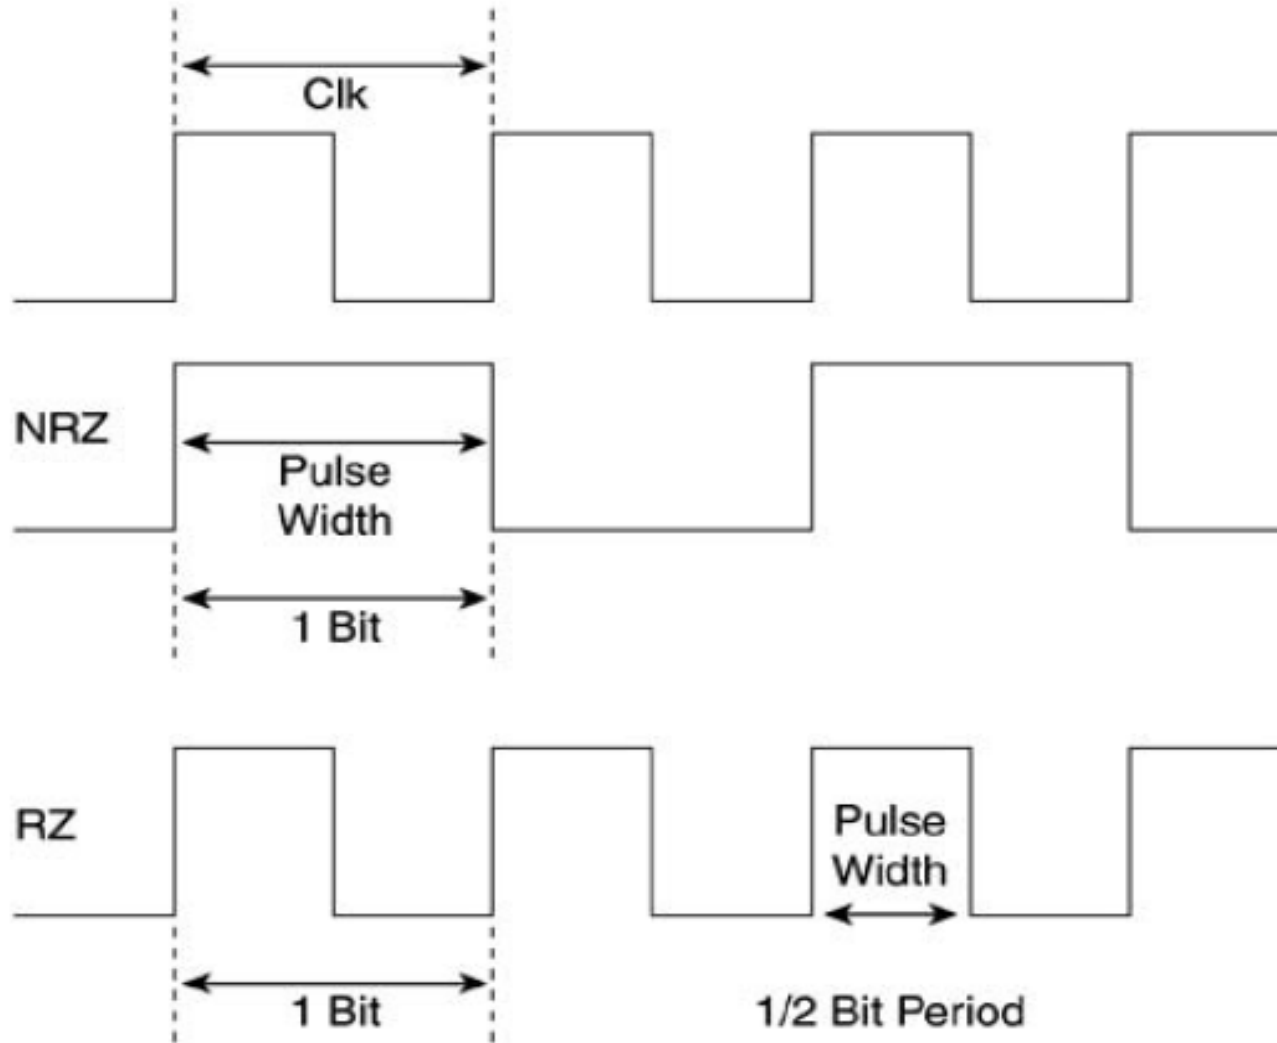 Clk
NRZ
Pulse
Width
1 Bit
RZ
Pulse
Width
1 Bit
1/2 Bit Period